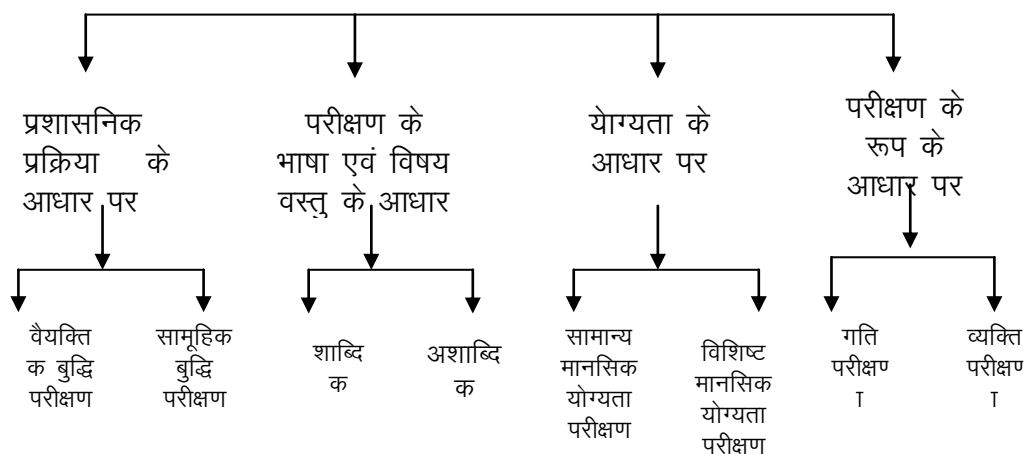 प्रशासनिक
प्रक्रिया के
आधार पर
परीक्षण के
भाषा एवं विषय
वस्तु के आधार
येाग्यता के
आधार पर
परीक्षण के
रूप के
आधार पर
वैयक्ति
क बुद्धि
परीक्षण
सामूहिक
बुद्धि
परीक्षण
शाब्दि
क
अशाब्दि
क
सामान्य
मानसिक
योग्यता
परीक्षण
विशिष्ट
मानसिक
योग्यता
परीक्षण
गति
परीक्षण
व्यक्ति
परीक्षण